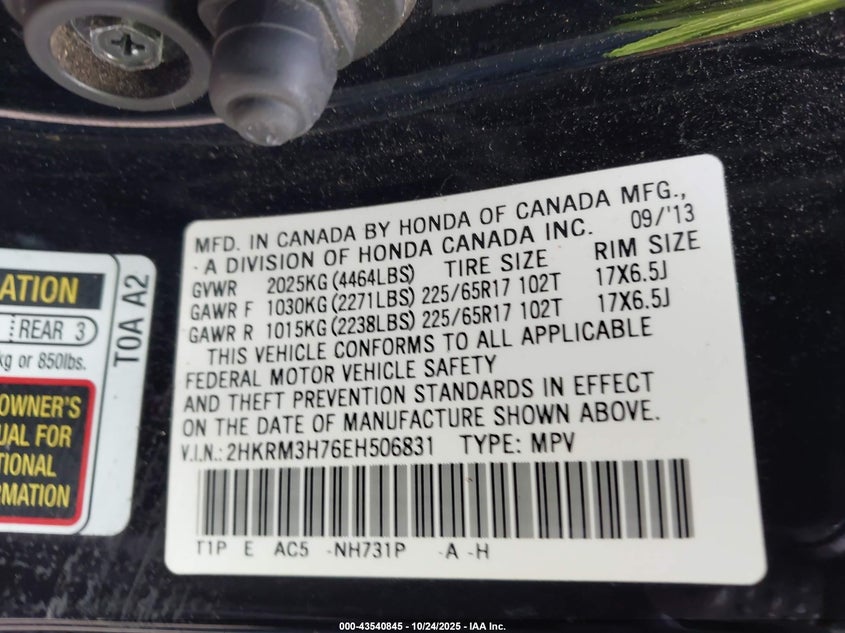 MFD. IN CANADA BY HONDA OF CANADA MFG.,
-A DIVISION OF HONDA CANADA INC. 09/'13
GVWR 2025KG (4464LBS) TIRE SIZE RIM SIZE
GAWR F 1030KG (2271LBS) 225/65R17 102T 17X6.5J
GAWR R 1015KG (2238LBS) 225/65R17 102T 17X6.5J
THIS VEHICLE CONFORMS TO ALL APPLICABLE
FEDERAL MOTOR VEHICLE SAFETY
AND THEFT PREVENTION STANDARDS IN EFFECT
ON THE DATE OF MANUFACTURE SHOWN ABOVE.
V.I.N.: 2HKRM3H76EH506831 TYPE: MPV
T1P E AC5 -NH731P -A -H
ATION
REAR 3
kg or 850lbs.
OWNER'S
UAL FOR
TIONAL
RMATION
T0A A2
000-43540845 - 10/24/2025 - IAA Inc.